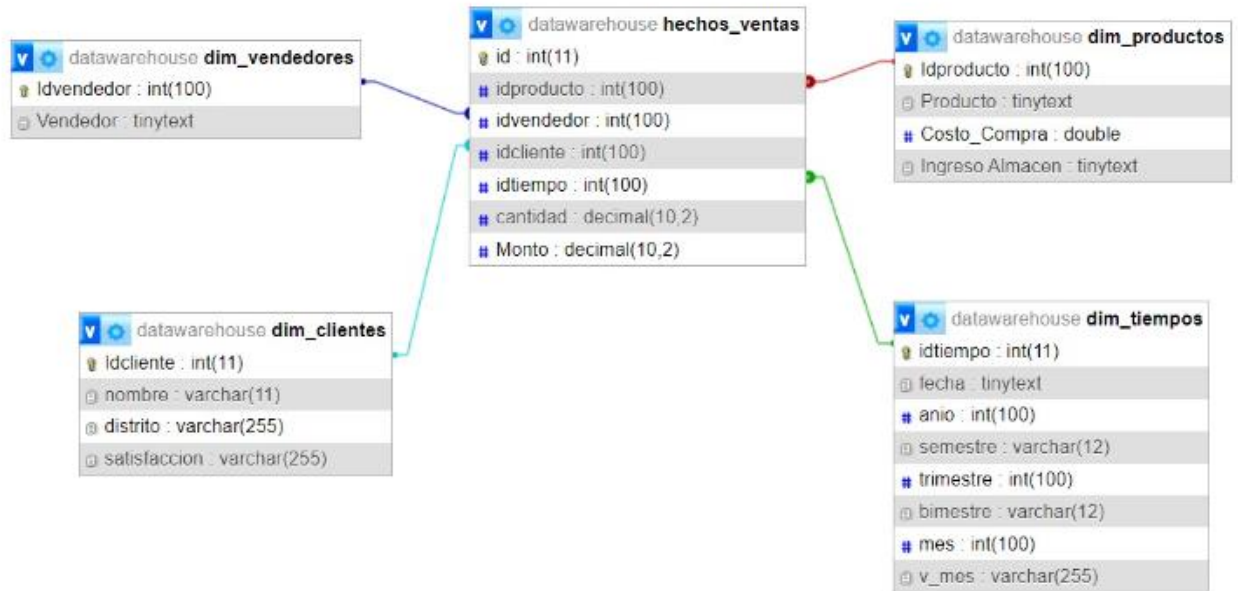 datawarehouse dim_vendedores
Idvendedor : int(100)
Vendedor : tinytext
datawarehouse hechos_ventas
id : int(11)
idproducto : int(100)
idvendedor : int(100)
idcliente : int(100)
idtiempo : int(100)
cantidad : decimal(10,2)
Monto : decimal(10,2)
datawarehouse dim_productos
Idproducto : int(100)
Producto : tinytext
Costo_Compra : double
Ingreso Almacen : tinytext
datawarehouse dim_clientes
Idcliente : int(11)
nombre : varchar(11)
distrito : varchar(255)
satisfaccion : varchar(255)
datawarehouse dim_tiempos
idtiempo : int(11)
fecha : tinytext
anio : int(100)
semestre : varchar(12)
trimestre : int(100)
bimestre : varchar(12)
mes : int(100)
v_mes : varchar(255)